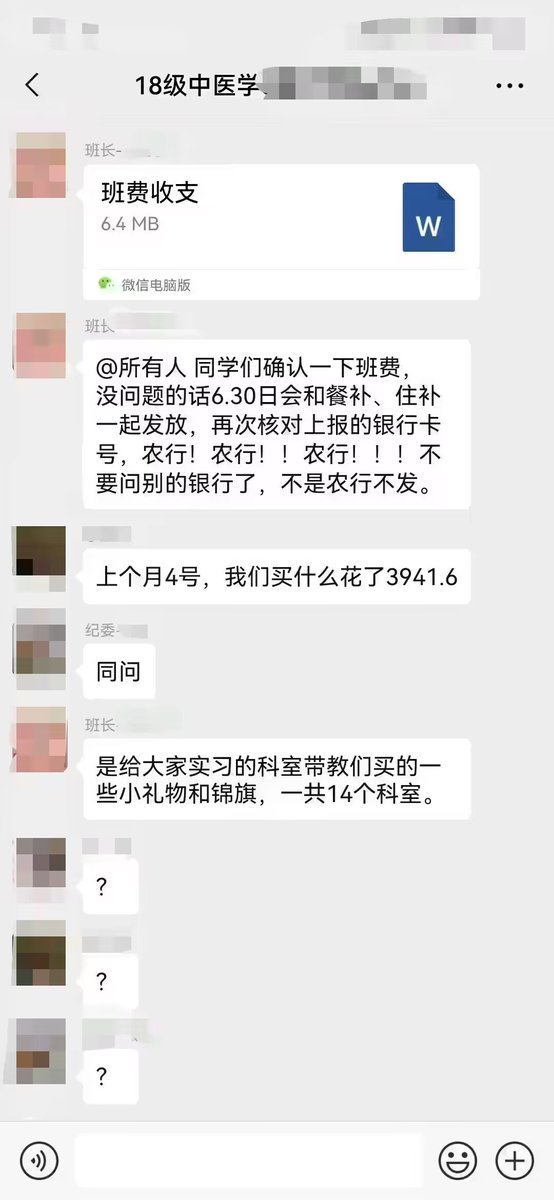 18级中医学
班长-
班费收支
6.4 MB
W
微信电脑版
班长
@所有人 同学们确认一下班费，
没问题的话6.30日会和餐补、住补
一起发放，再次核对上报的银行卡
号，农行！农行！！农行！！！不
要问别的银行了，不是农行不发。
上个月4号，我们买什么花了3941.6
纪委-
同问
班长-
是给大家实习的科室带教们买的一
些小礼物和锦旗，一共14个科室。
?
?
?